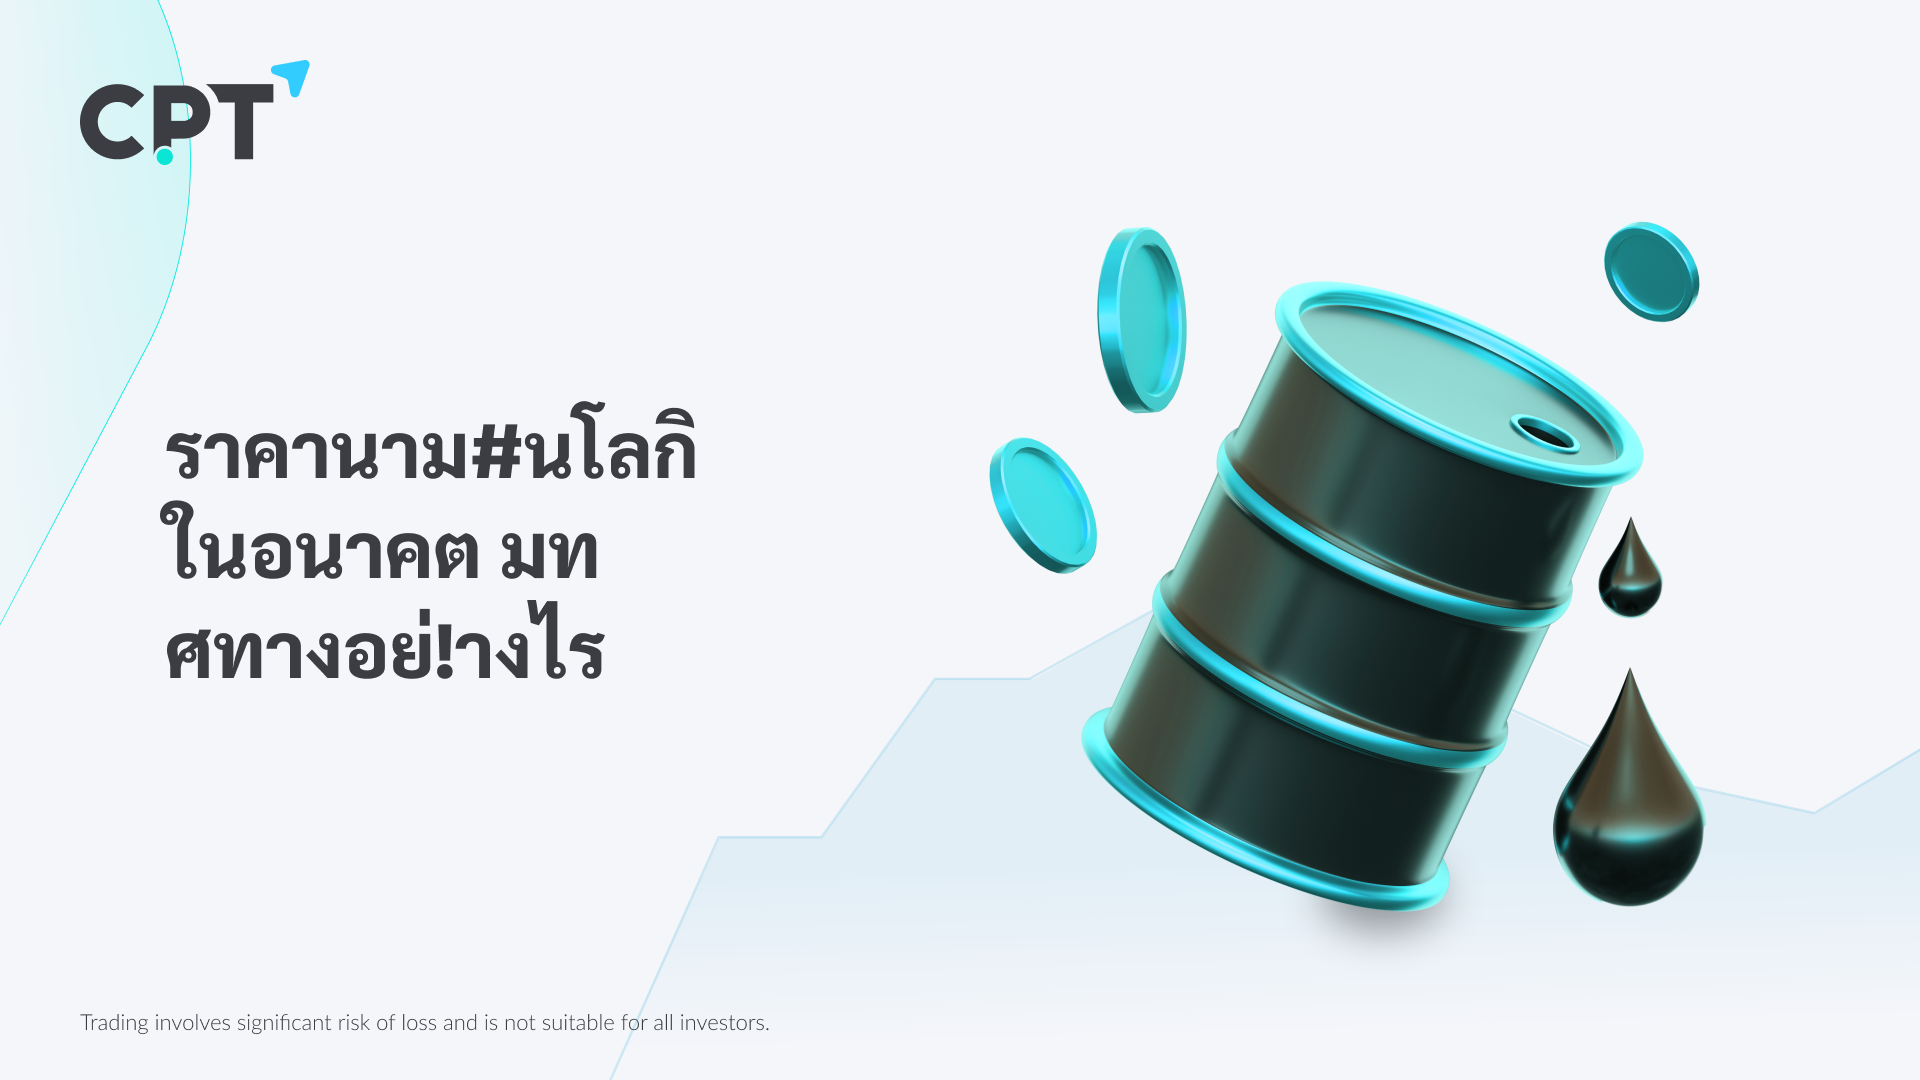 CPT
ราคานาม#นโลกิ
ในอนาคต มท
ศทางอย่!างไร
Trading involves significant risk of loss and is not suitable for all investors.